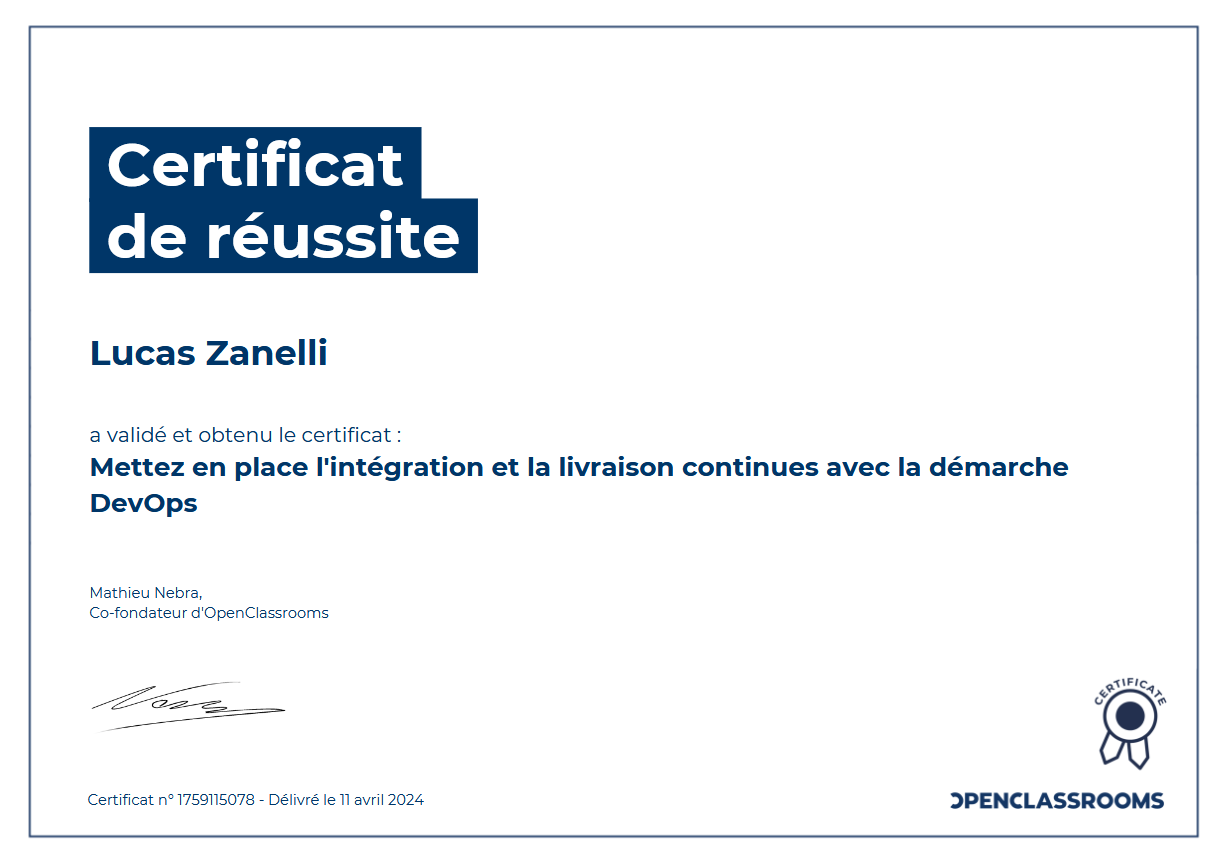 Certificat
de réussite
Lucas Zanelli
a validé et obtenu le certificat :
Mettez en place l'intégration et la livraison continues avec la démarche
DevOps
Mathieu Nebra,
Co-fondateur d'OpenClassrooms
CERTIFICATE
Certificat n° 1759115078 - Délivré le 11 avril 2024
OPENCLASSROOMS